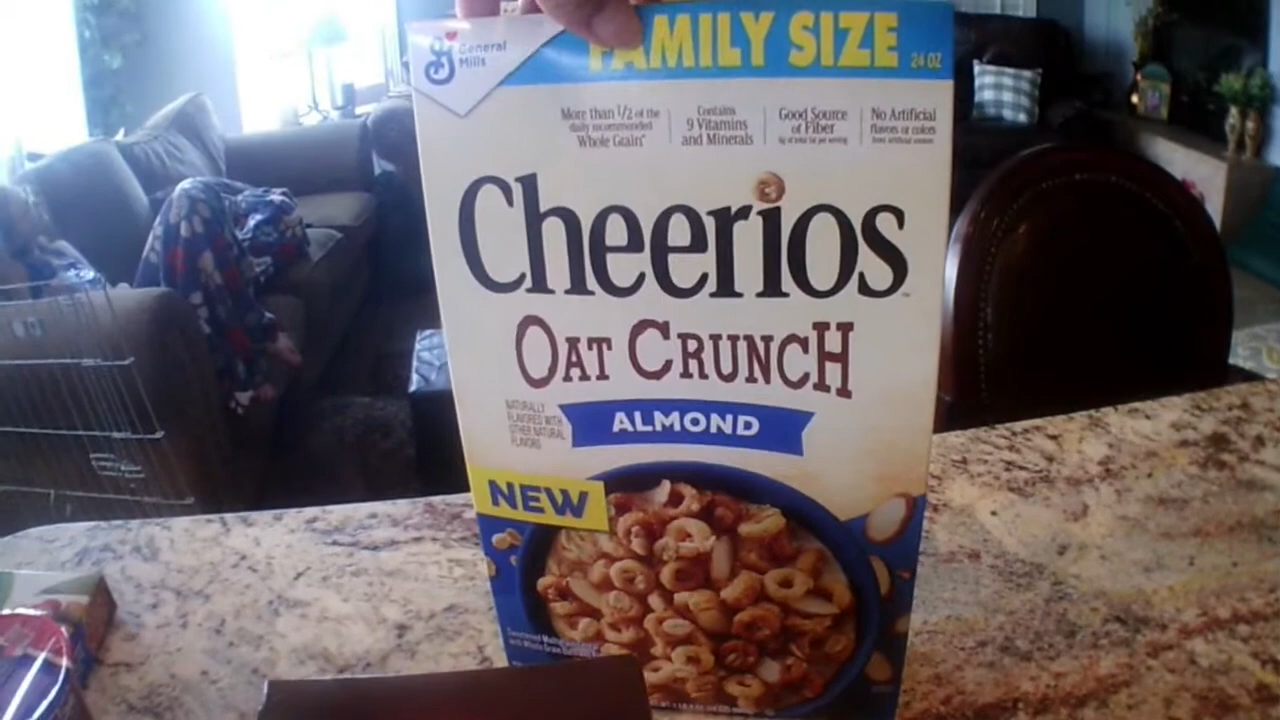 General
Mills
FAMILY SIZE
24 OZ
More than 1/2 of the
daily recommended
Whole Grain*
Contains
9 Vitamins
and Minerals
Good Source
of Fiber
No Artificial
flavors or colors
Cheerios
OAT CRUNCH
NATURALLY
FLAVORED WITH
OTHER NATURAL
FLAVORS
ALMOND
NEW